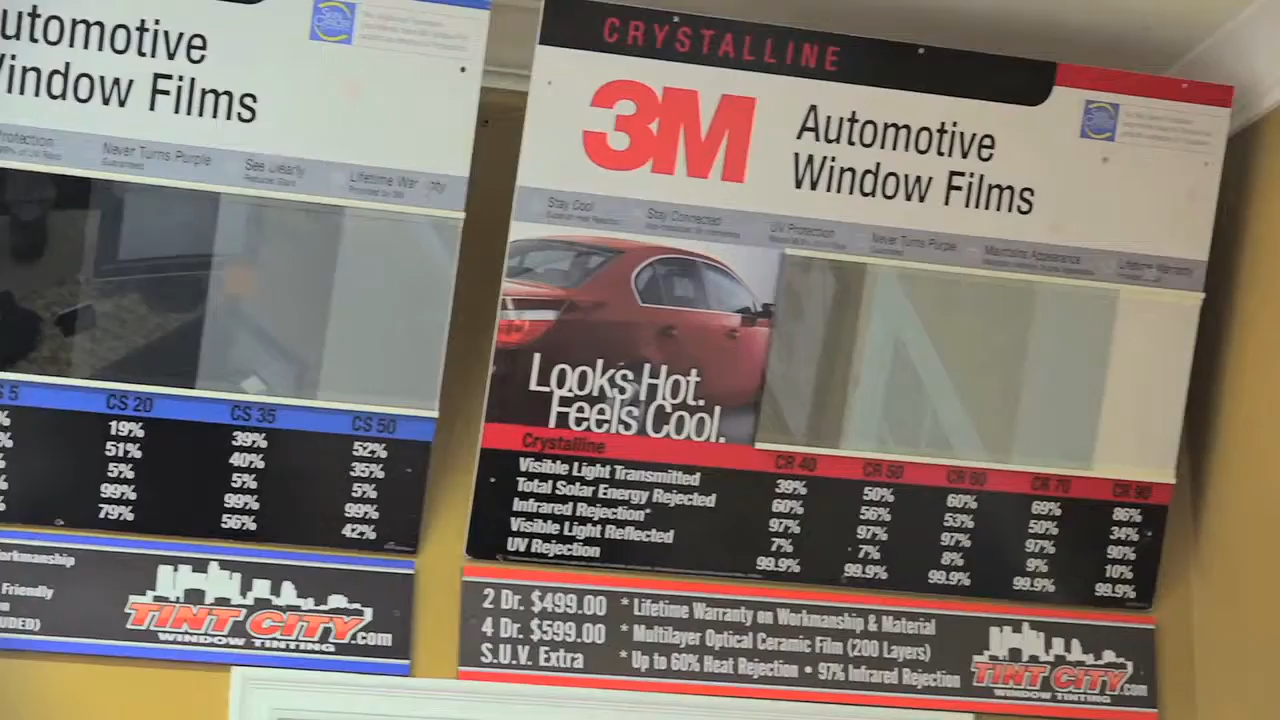 utomotive
indow Films
Never Turns Purple
See Clearly
S 5 CS 20 CS 35 CS 50
% 19% 39% 52%
% 51% 40% 35%
% 5% 5% 5%
% 99% 99% 99%
% 79% 56% 42%
orkmanship
Friendly
UDED)
TINT CITY.com
WINDOW TINTING
CRYSTALLINE
3M
Automotive
Window Films
Stay Cool
Stay Connected
UV Protection
Never Turns Purple
Maintains Appearance
Lifetime Warranty
Looks Hot.
Feels Cool.
Crystalline CR 40 CR 50 CR 60 CR 70 CR 90
Visible Light Transmitted 39% 50% 60% 69% 86%
Total Solar Energy Rejected 60% 56% 53% 50% 34%
Infrared Rejection* 97% 97% 97% 97% 90%
Visible Light Reflected 7% 7% 8% 9% 10%
UV Rejection 99.9% 99.9% 99.9% 99.9% 99.9%
2 Dr. $499.00 * Lifetime Warranty on Workmanship & Material
4 Dr. $599.00 * Multilayer Optical Ceramic Film (200 Layers)
S.U.V. Extra * Up to 60% Heat Rejection • 97% Infrared Rejection
TINT CITY.com
WINDOW TINTING